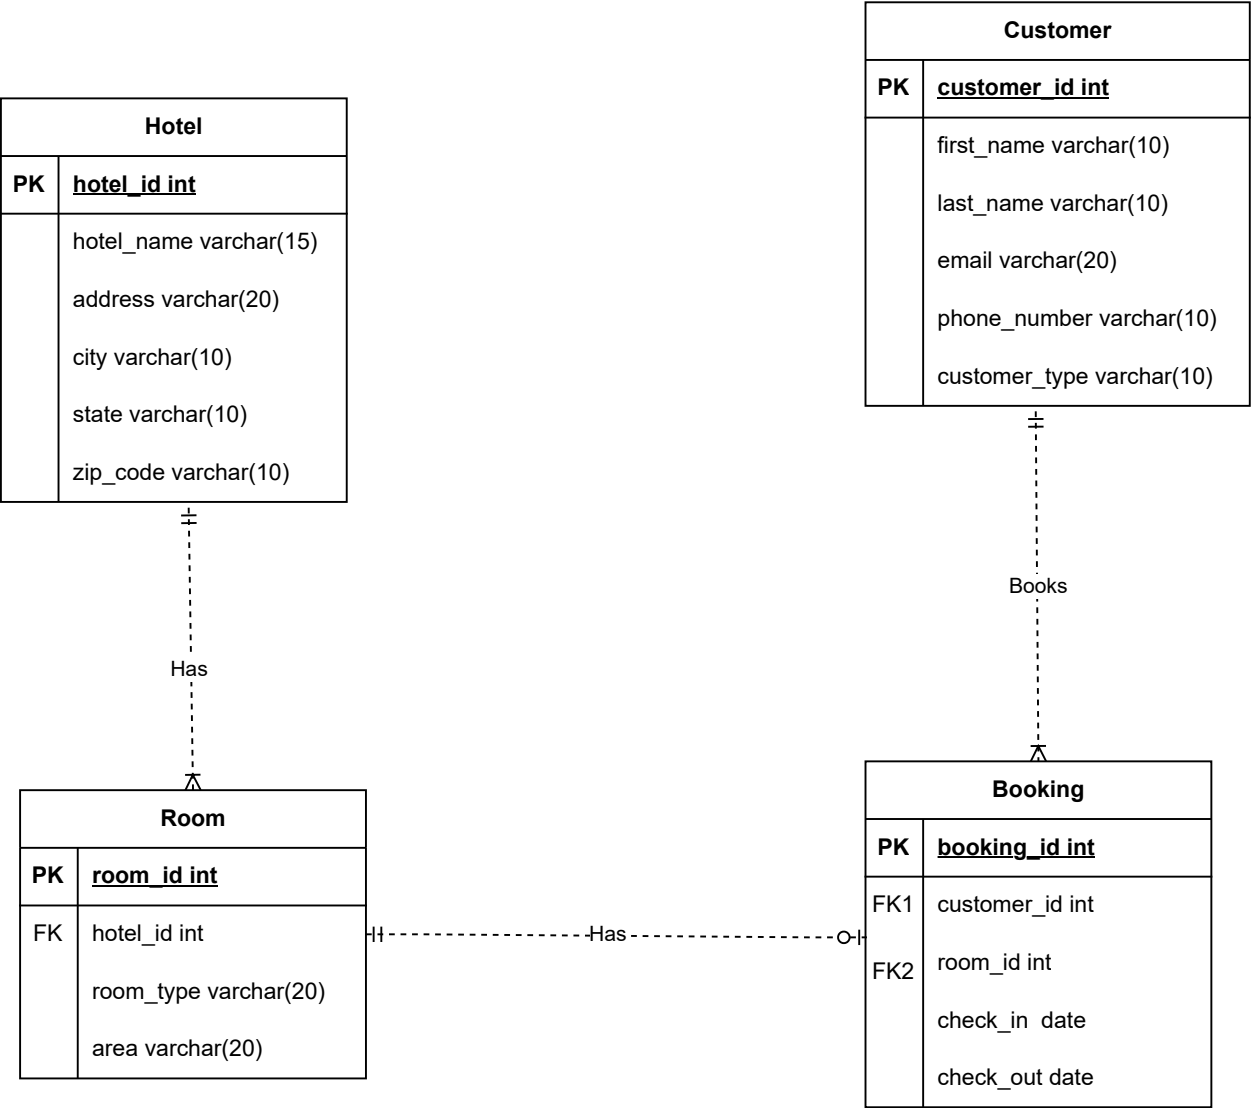 Customer
PK customer_id int
first_name varchar(10)
last_name varchar(10)
email varchar(20)
phone_number varchar(10)
customer_type varchar(10)
Hotel
PK hotel_id int
hotel_name varchar(15)
address varchar(20)
city varchar(10)
state varchar(10)
zip_code varchar(10)
Books
Has
Room
PK room_id int
FK hotel_id int
room_type varchar(20)
area varchar(20)
Has
Booking
PK booking_id int
FK1 customer_id int
FK2 room_id int
check_in date
check_out date